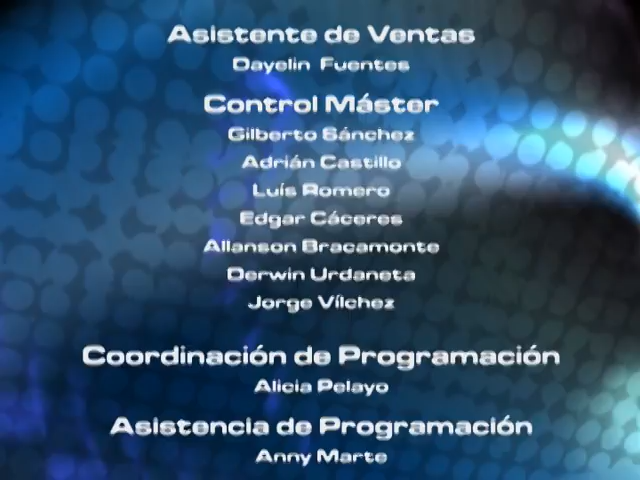 Asistente de Ventas
Dayelin Fuentes
Control Máster
Gilberto Sánchez
Adrián Castillo
Luís Romero
Edgar Cáceres
Allanson Bracamonte
Derwin Urdaneta
Jorge Vílchez
Coordinación de Programación
Alicia Pelayo
Asistencia de Programación
Anny Marte